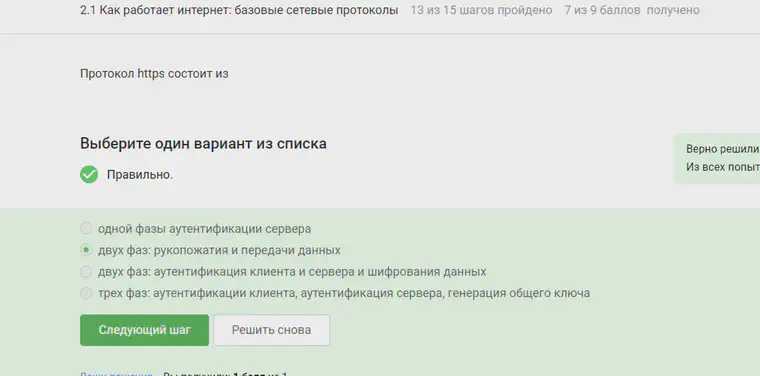 2.1 Как работает интернет: базовые сетевые протоколы 13 из 15 шагов пройдено 7 из 9 баллов получено
Протокол https состоит из
Выберите один вариант из списка
Верно решили
Правильно.
Из всех попыт
одной фазы аутентификации сервера
двух фаз: рукопожатия и передачи данных
двух фаз: аутентификация клиента и сервера и шифрования данных
трех фаз: аутентификации клиента, аутентификация сервера, генерация общего ключа
Следующий шаг
Решить снова